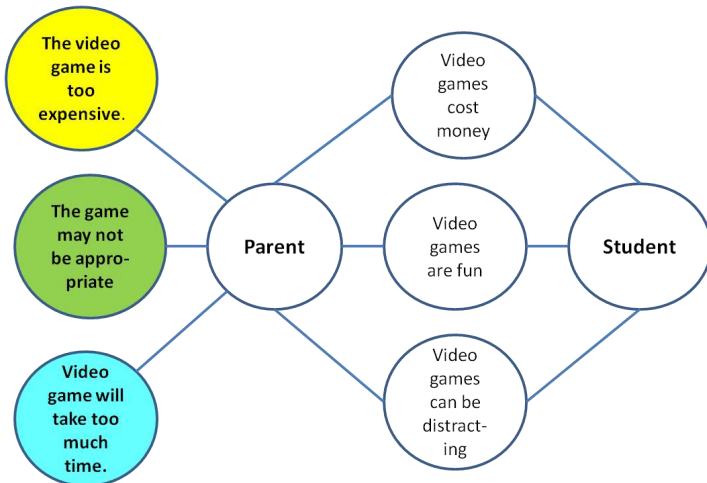 The video
game is
too
expensive.
The game
may not
be appro-
priate
Video
game will
take too
much
time.
Parent
Video
games
cost
money
Video
games
are fun
Video
games
can be
distract-
ing
Student